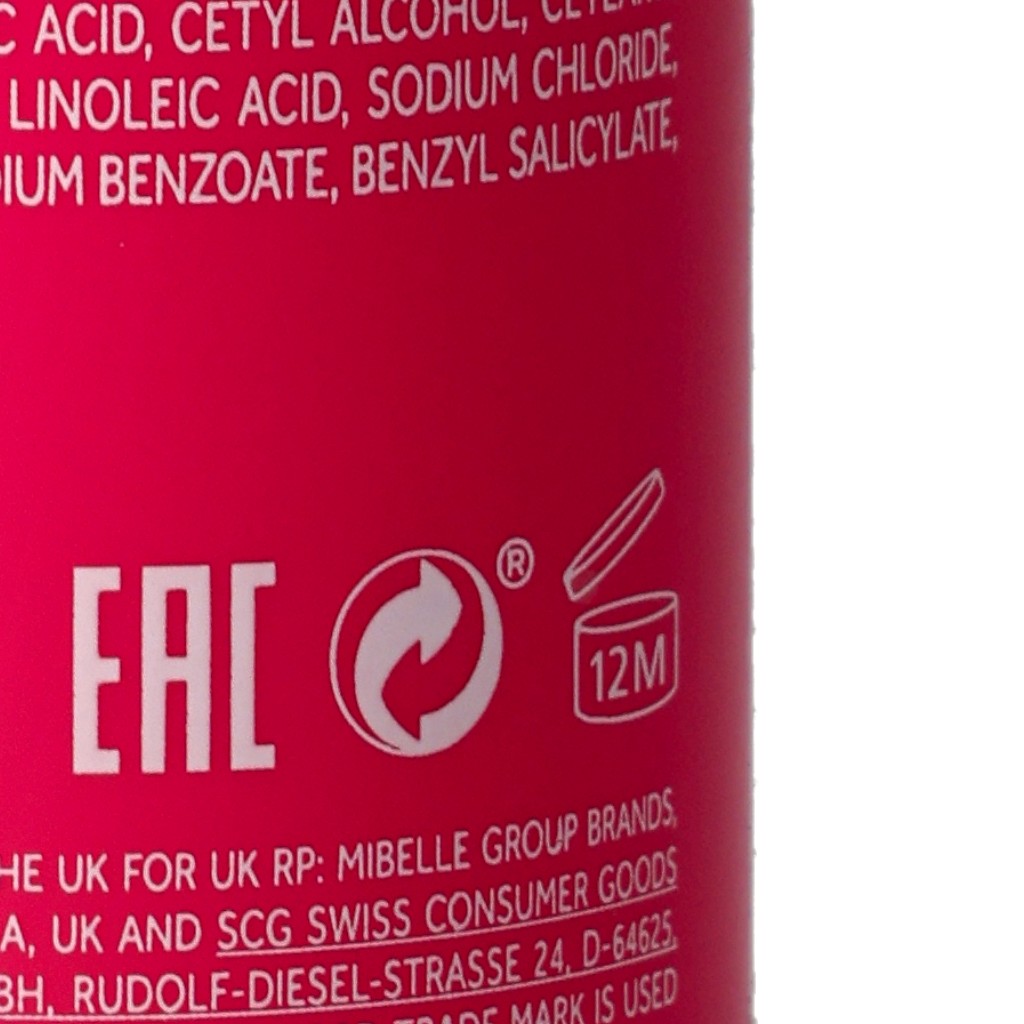 C ACID, CETYL ALCOHOL,
LINOLEIC ACID, SODIUM CHLORIDE,
IUM BENZOATE, BENZYL SALICYLATE,
EAC
®
12M
HE UK FOR UK RP: MIBELLE GROUP BRANDS,
A, UK AND SCG SWISS CONSUMER GOODS
BH, RUDOLF-DIESEL-STRASSE 24, D-64625,
TRADE MARK IS USED